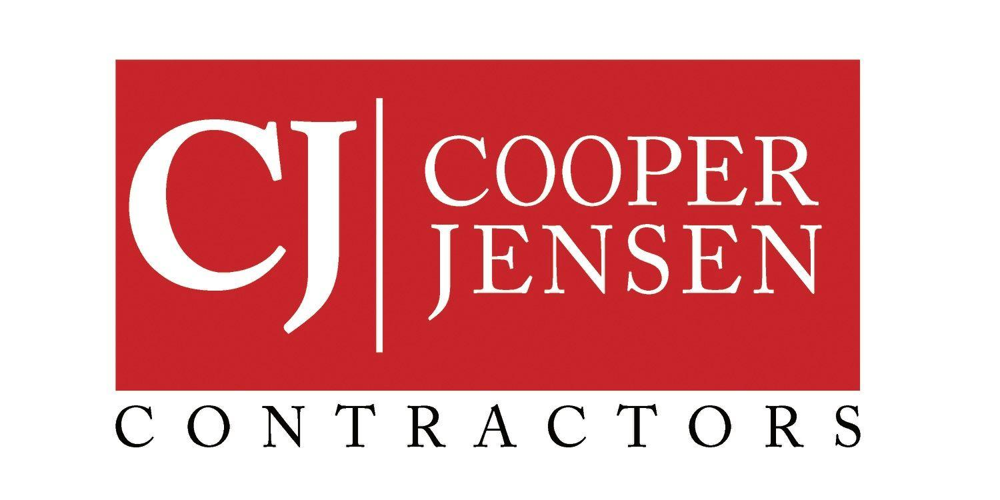 CJ
COOPER
JENSEN
CONTRACTORS